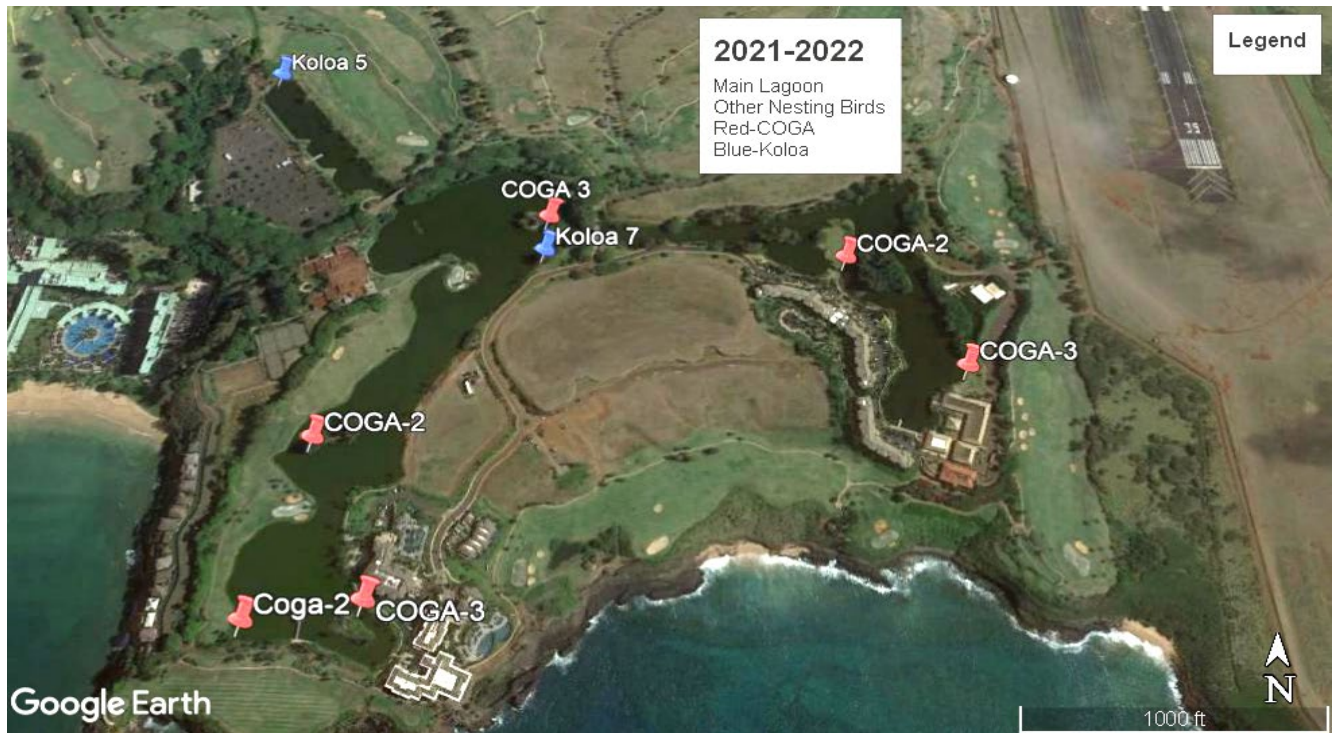 Koloa 5
2021-2022
Main Lagoon
Other Nesting Birds
Red-COGA
Blue-Koloa
Legend
35
COGA 3
Koloa 7
COGA-2
COGA-3
COGA-2
Coga-2
COGA-3
Google Earth
N
1000 ft